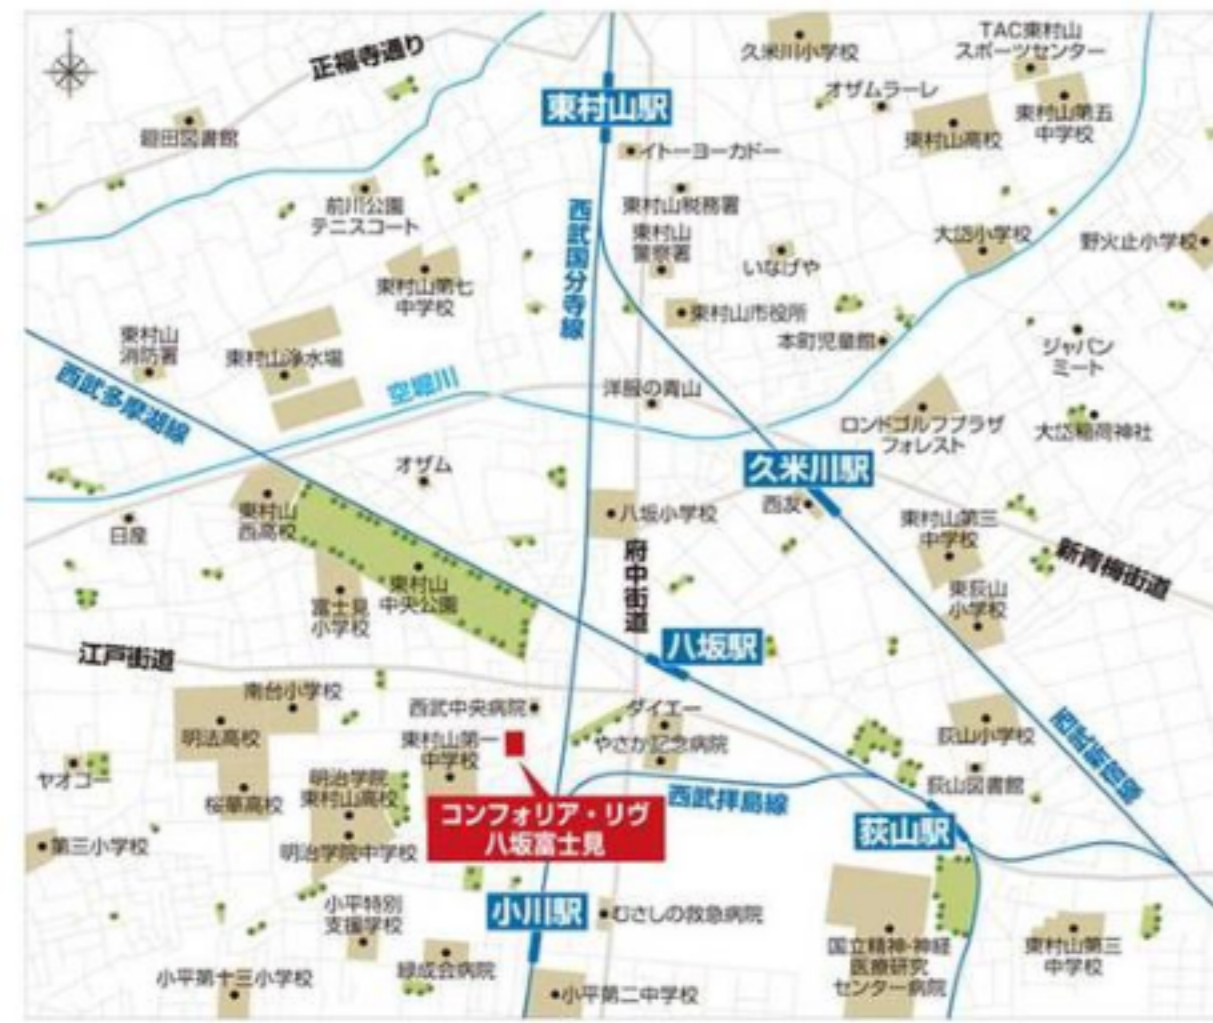 久米川小学校
TAC東村山
スポーツセンター
正福寺通り
オザムラーレ
東村山駅
東村山第五
中学校
東村山高校
廻田図書館
イトーヨーカドー
前川公園
テニスコート
東村山税務署
西武国分寺線
東村山
警察署
大岱小学校
野火止小学校
いなげや
東村山第七
中学校
東村山市役所
本町児童館
東村山
消防署
東村山浄水場
ジャパン
ミート
西武多摩湖線
空堀川
洋服の青山
ロンドゴルフプラザ
フォレスト
大岱稲荷神社
オザム
久米川駅
東村山
西高校
八坂小学校
西友
日産
東村山第三
中学校
新青梅街道
府中街道
東村山
中央公園
富士見
小学校
東萩山
小学校
江戸街道
八坂駅
南台小学校
西武中央病院
ダイエー
明法高校
東村山第一
中学校
やさか記念病院
萩山小学校
西武新宿線
ヤオコー
明治学院
東村山高校
桜華高校
西武拝島線
萩山図書館
コンフォリア・リヴ
八坂富士見
萩山駅
第三小学校
明治学院中学校
小平特別
支援学校
小川駅
むさしの救急病院
国立精神・神経
医療研究
センター病院
東村山第三
中学校
緑成会病院
小平第十三小学校
小平第二中学校